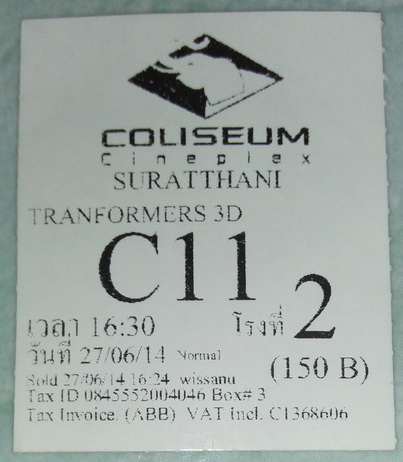 COLISEUM
Cineplex
SURATTHANI
TRANFORMERS 3D
C11
เวลา 16:30 โรงที่ 2
วันที่ 27/06/14 Normal (150 B)
Sold 27/06/14 16:24 wissanu
Tax ID 0845552004046 Box# 3
Tax Invoice. (ABB) VAT Incl. C1368606